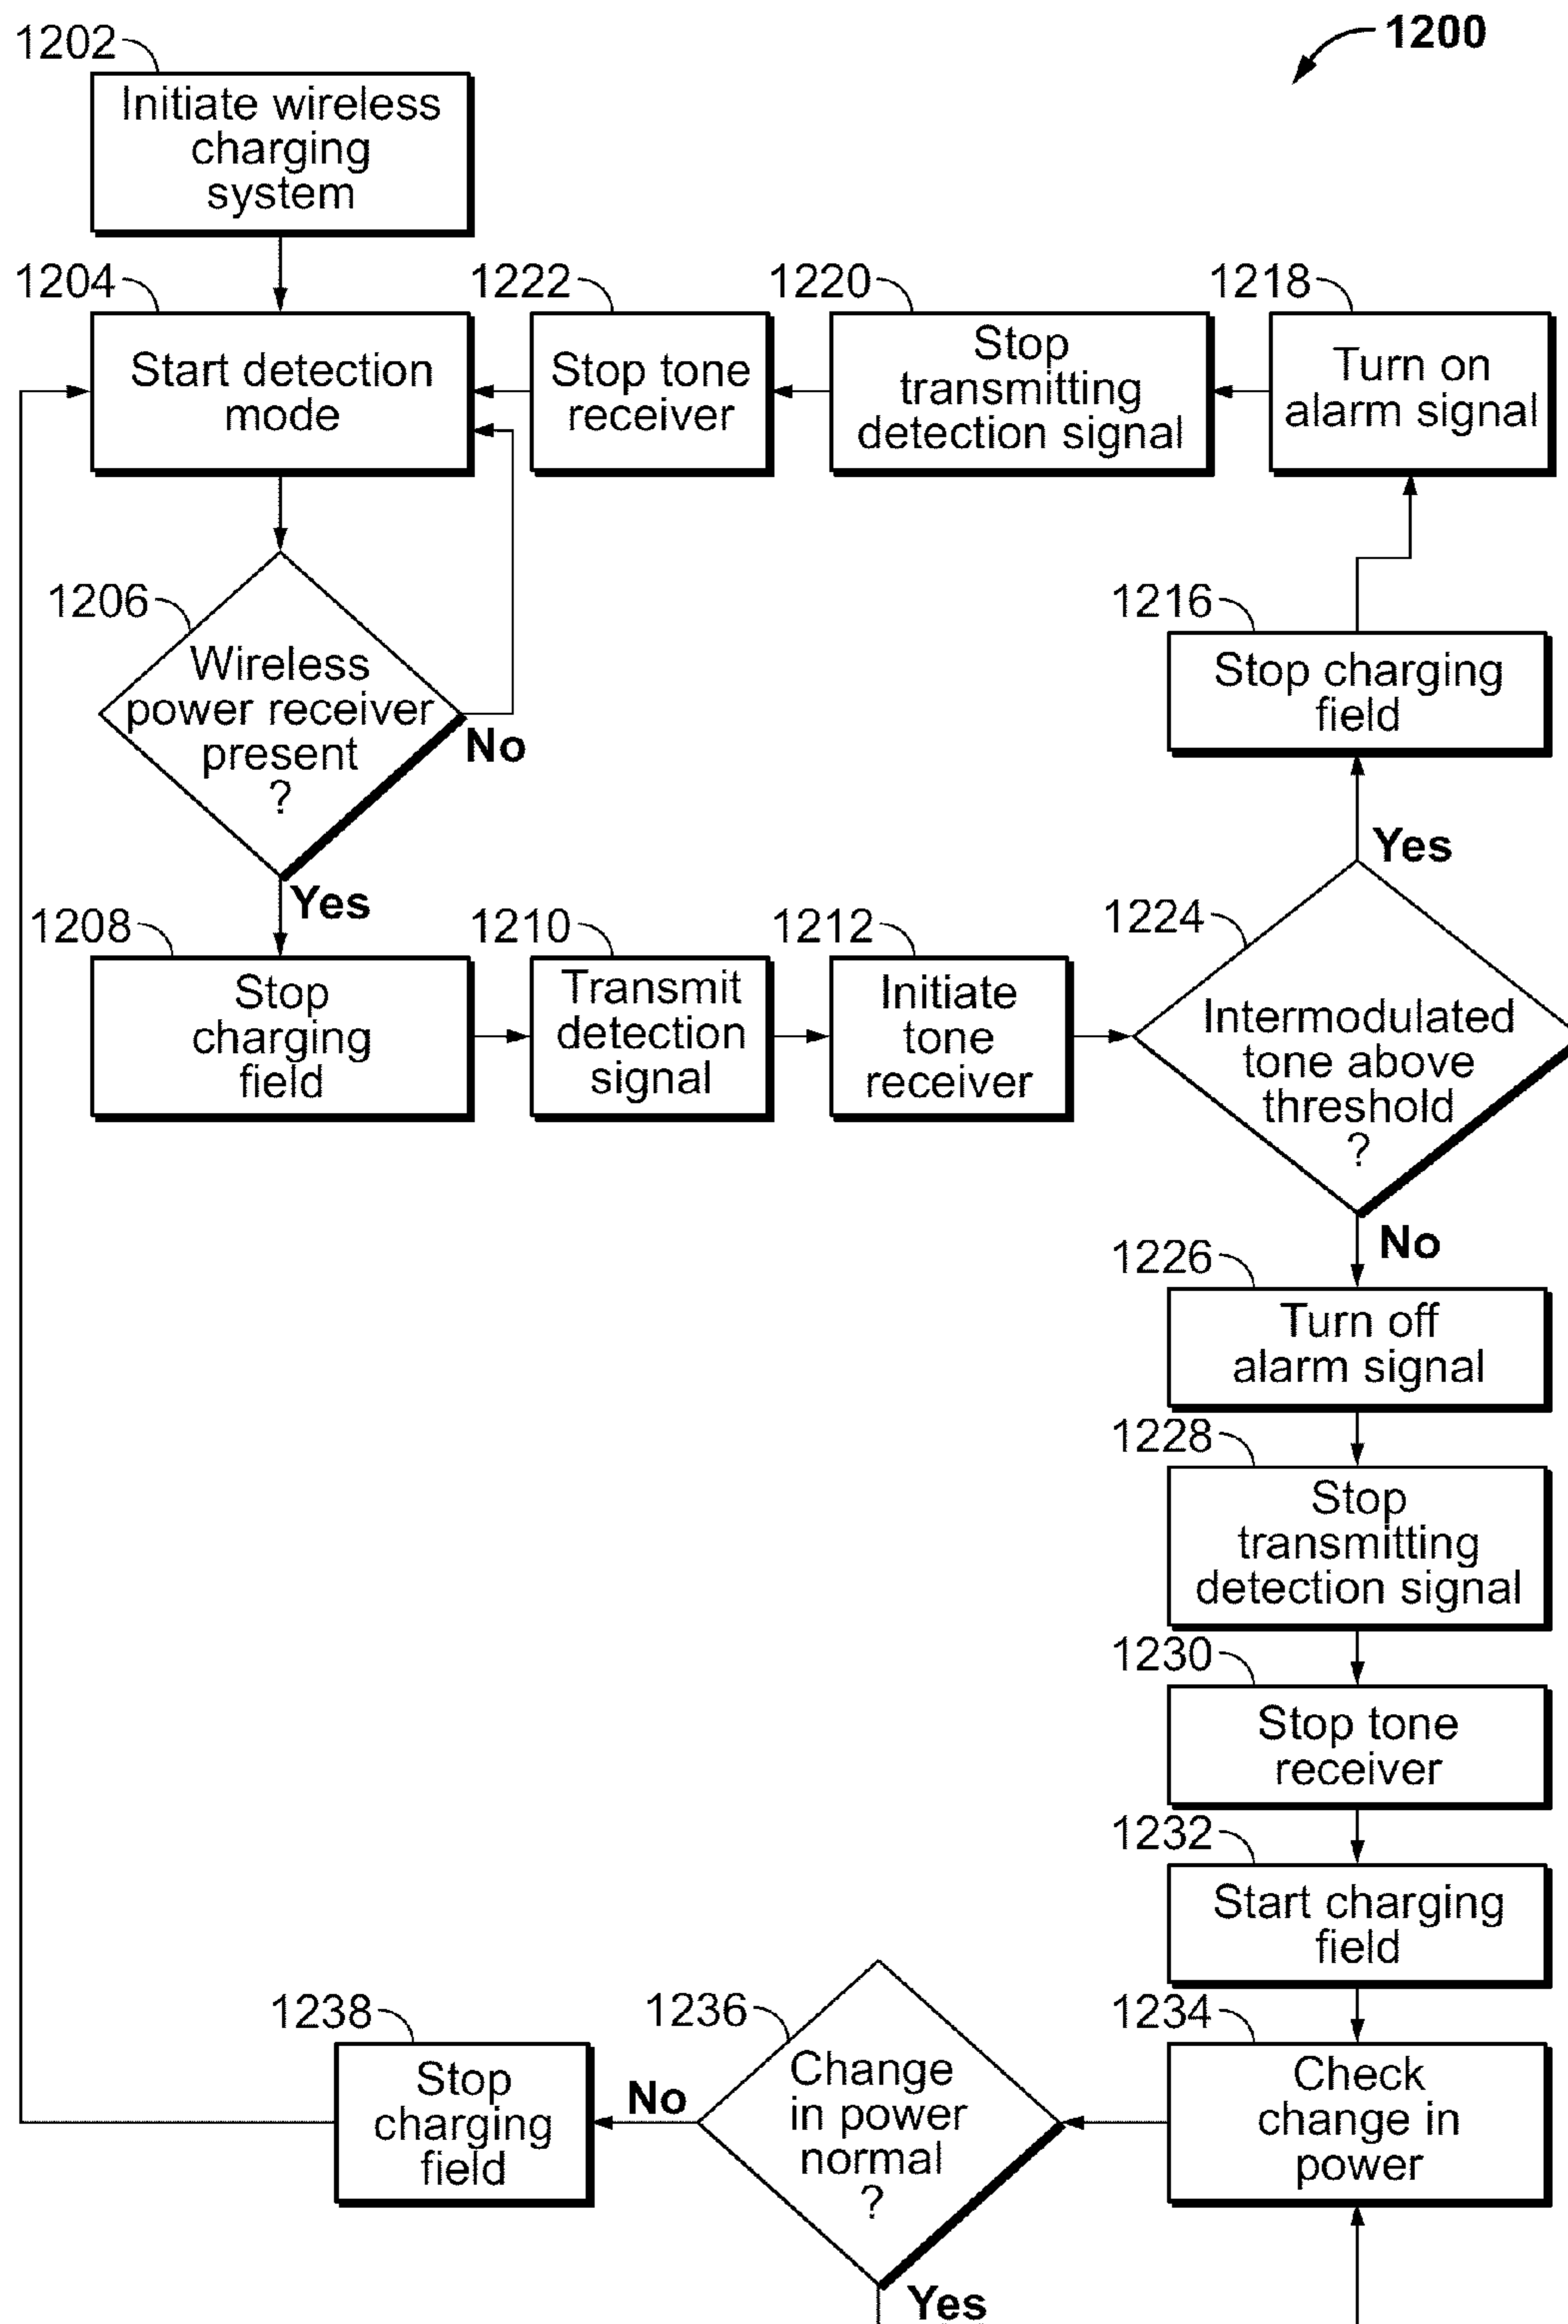 1200
1202
Initiate wireless
charging
system
1204
Start detection
mode
1222
Stop tone
receiver
1220
Stop
transmitting
detection signal
1218
Turn on
alarm signal
1206
Wireless
power receiver
present
?
No
Yes
1216
Stop charging
field
Yes
1208
Stop
charging
field
1210
Transmit
detection
signal
1212
Initiate
tone
receiver
1224
Intermodulated
tone above
threshold
?
No
1226
Turn off
alarm signal
1228
Stop
transmitting
detection signal
1230
Stop tone
receiver
1232
Start charging
field
1234
Check
change in
power
1236
Change
in power
normal
?
No
Yes
1238
Stop
charging
field